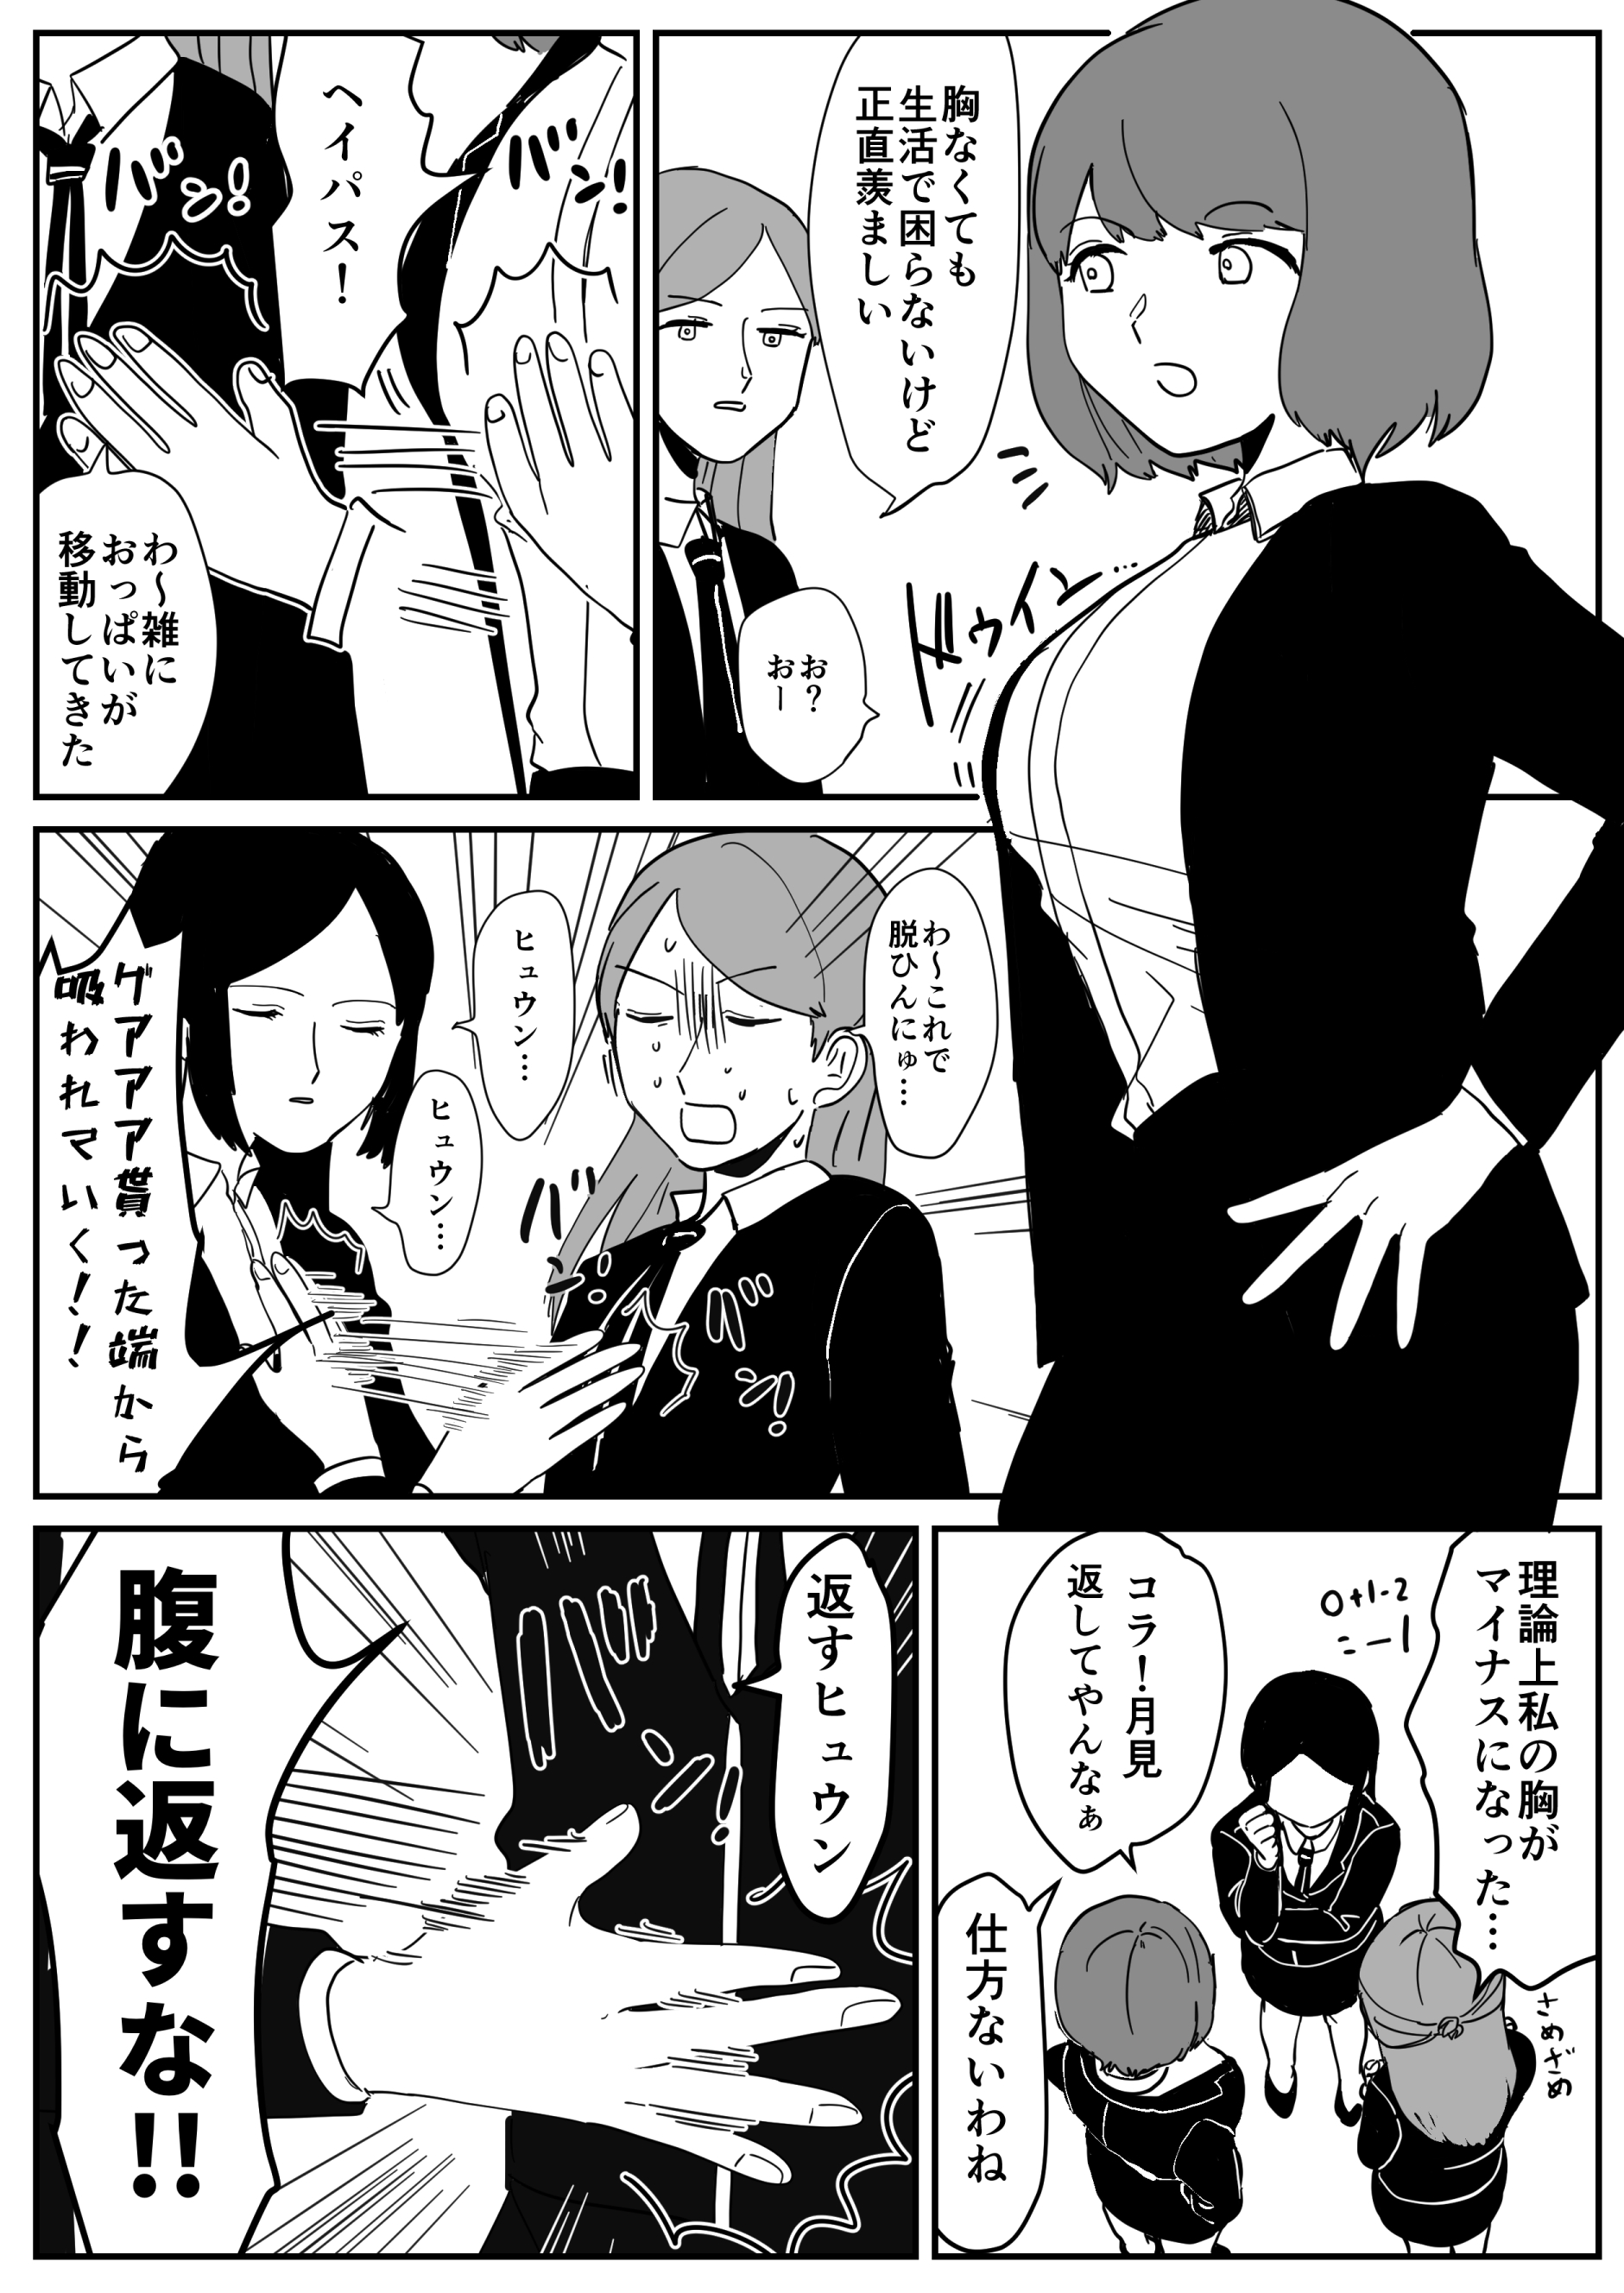 胸なくても
生活で困らないけど
正直羨ましい
ドゥイン…
お?
おー
ヘイパス!
バン!
バン!
わ〜雑に
おっぱいが
移動してきた
わ〜これで
脱ひんにゅ…
ヒュウン…
ヒュウン…
バン!
バン!
グアアアア貰った端から
吸われていく!!
理論上私の胸が
マイナスになった…
さめざめ
0+1-2
=-1
コラ!月見
返してやんなぁ
仕方ないわね
返すヒュウン
バン!
腹に返すな!!